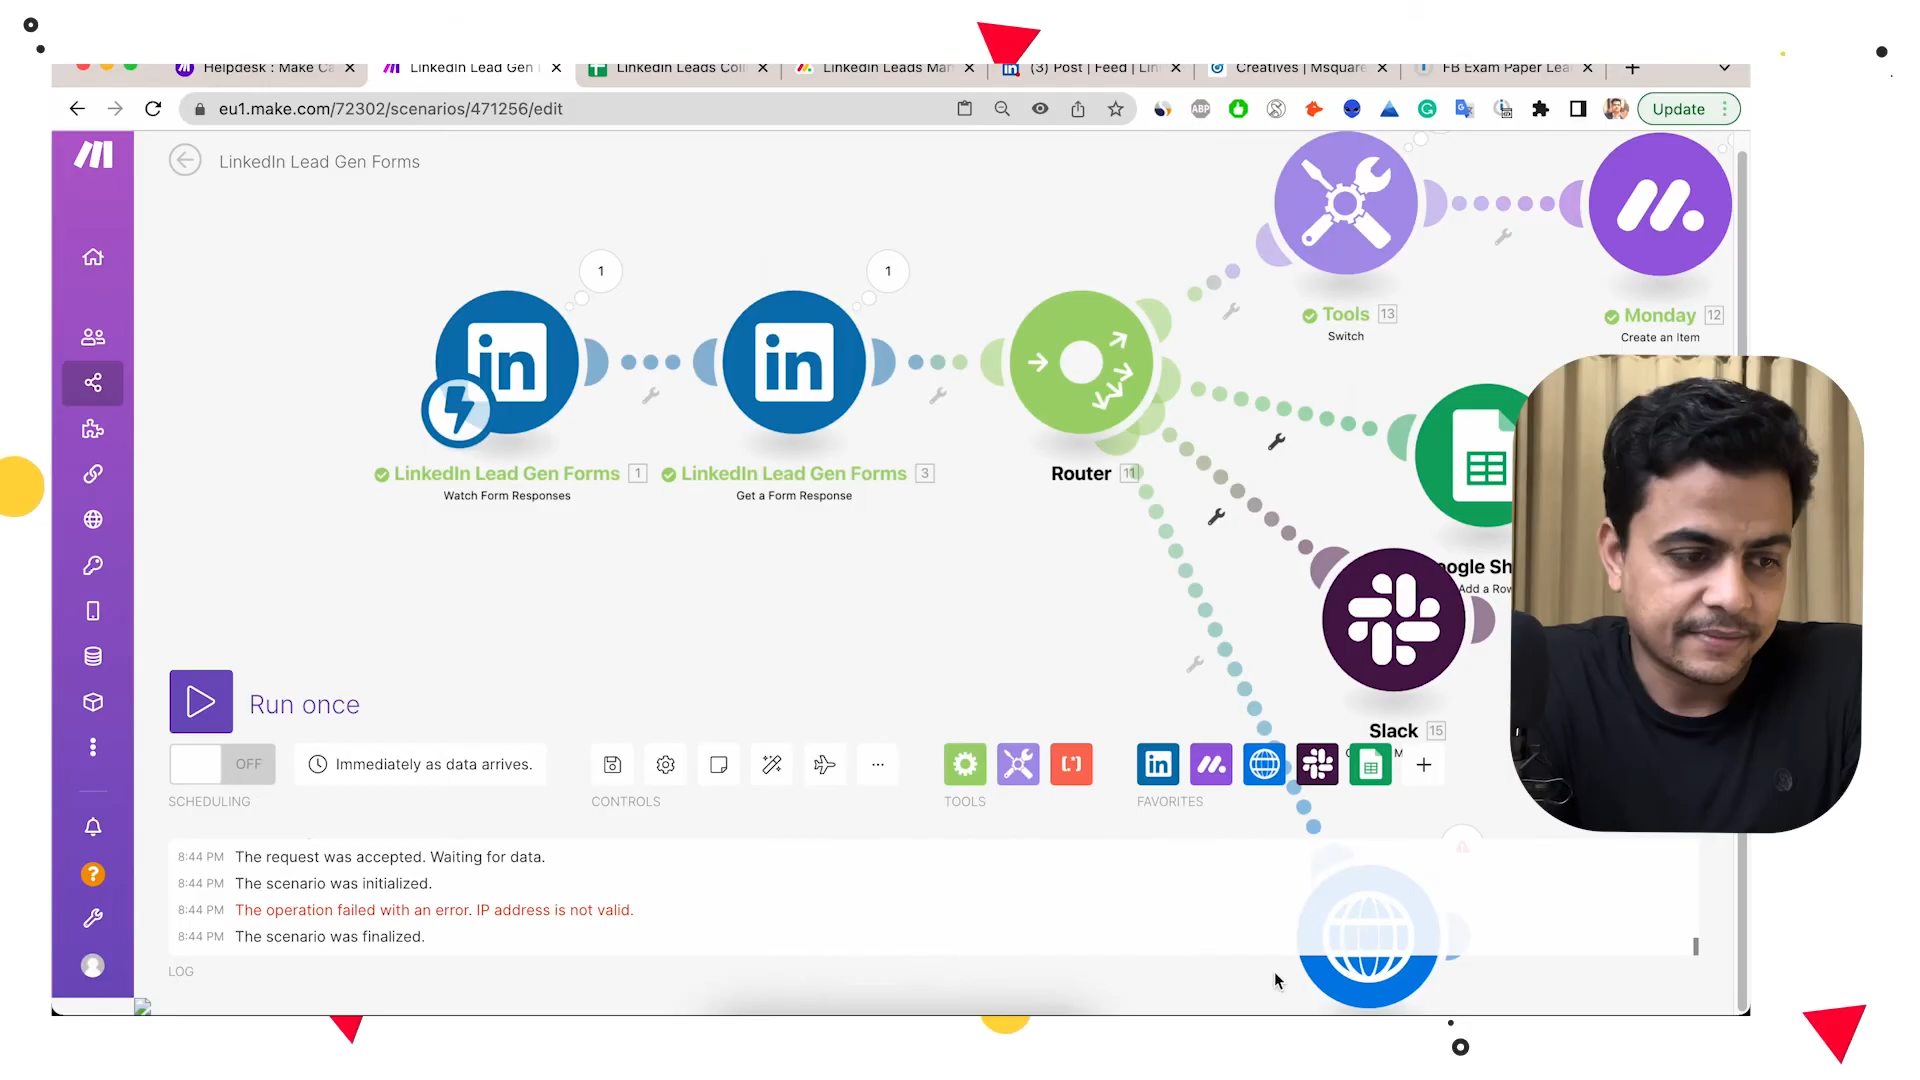 Helpdesk : Make Ca
LinkedIn Lead Gen
Linkedin Leads Coll
Linkedin Leads Man
(3) Post | Feed | Lin
Creatives | Msquare
FB Exam Paper Lea
eu1.make.com/72302/scenarios/471256/edit
ABP
Update
LinkedIn Lead Gen Forms
1
1
in
in
Tools 13
Switch
Monday 12
Create an Item
LinkedIn Lead Gen Forms 1
Watch Form Responses
LinkedIn Lead Gen Forms 3
Get a Form Response
Router 11
oogle Sh
Add a Row
Slack 15
Run once
OFF
Immediately as data arrives.
SCHEDULING
CONTROLS
TOOLS
FAVORITES
8:44 PM The request was accepted. Waiting for data.
8:44 PM The scenario was initialized.
8:44 PM The operation failed with an error. IP address is not valid.
8:44 PM The scenario was finalized.
LOG